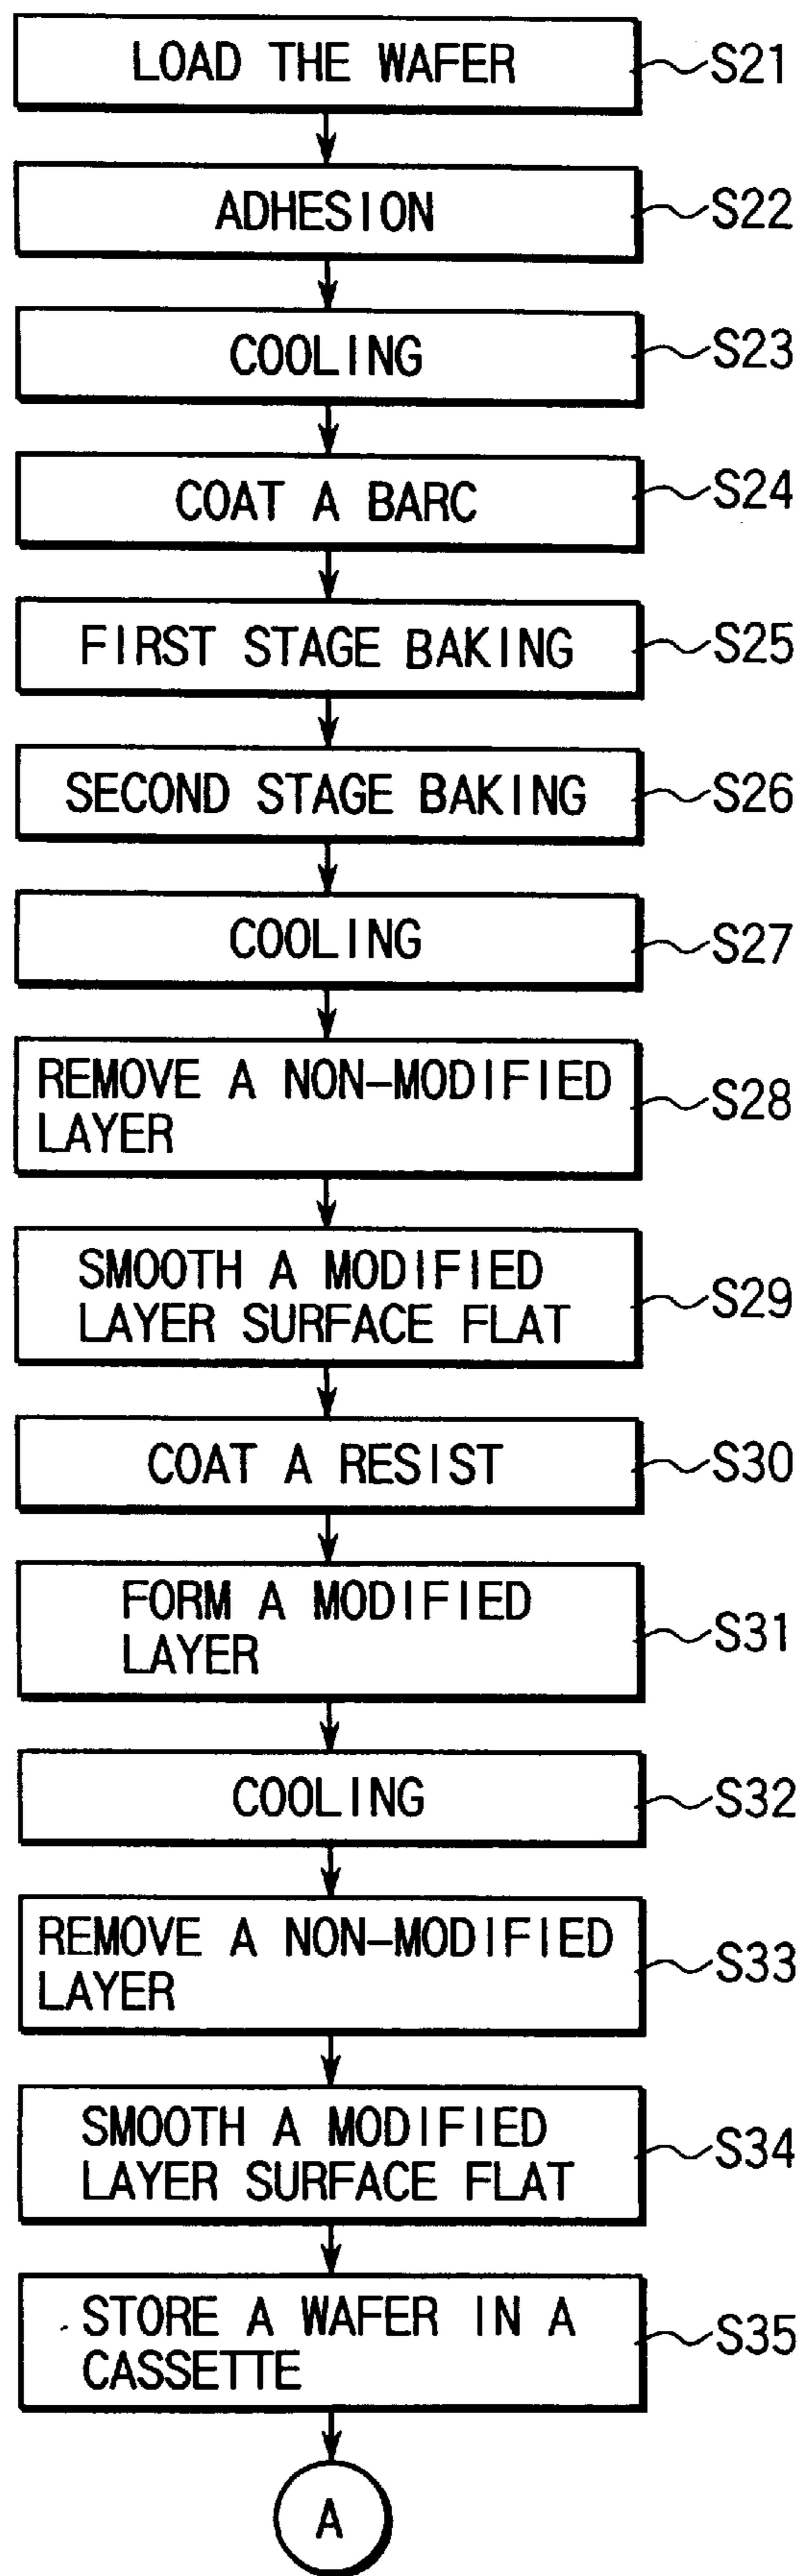 LOAD THE WAFER S21
ADHESION S22
COOLING S23
COAT A BARC S24
FIRST STAGE BAKING S25
SECOND STAGE BAKING S26
COOLING S27
REMOVE A NON-MODIFIED
LAYER S28
SMOOTH A MODIFIED
LAYER SURFACE FLAT S29
COAT A RESIST S30
FORM A MODIFIED
LAYER S31
COOLING S32
REMOVE A NON-MODIFIED
LAYER S33
SMOOTH A MODIFIED
LAYER SURFACE FLAT S34
STORE A WAFER IN A
CASSETTE S35
A